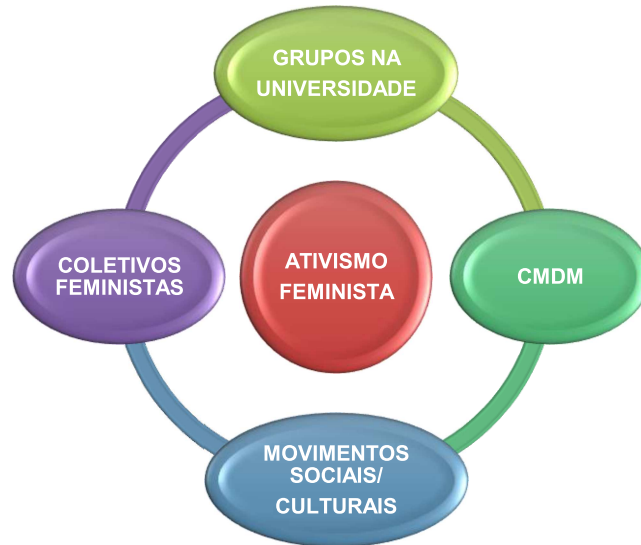 GRUPOS NA
UNIVERSIDADE
COLETIVOS
FEMINISTAS
ATIVISMO
FEMINISTA
CMDM
MOVIMENTOS
SOCIAIS/
CULTURAIS